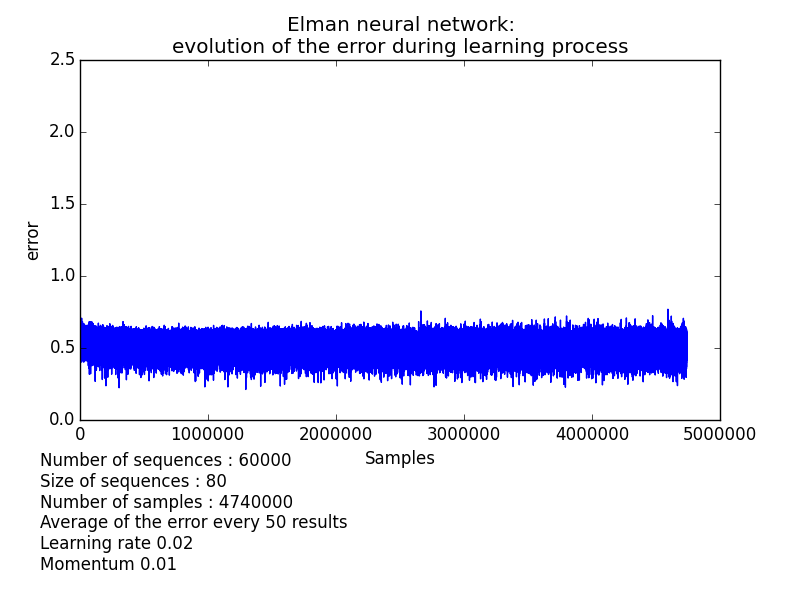 Elman neural network:
evolution of the error during learning process
2.5
2.0
1.5
1.0
0.5
0.0
error
0 1000000 2000000 3000000 4000000 5000000
Samples
Number of sequences : 60000
Size of sequences : 80
Number of samples : 4740000
Average of the error every 50 results
Learning rate 0.02
Momentum 0.01